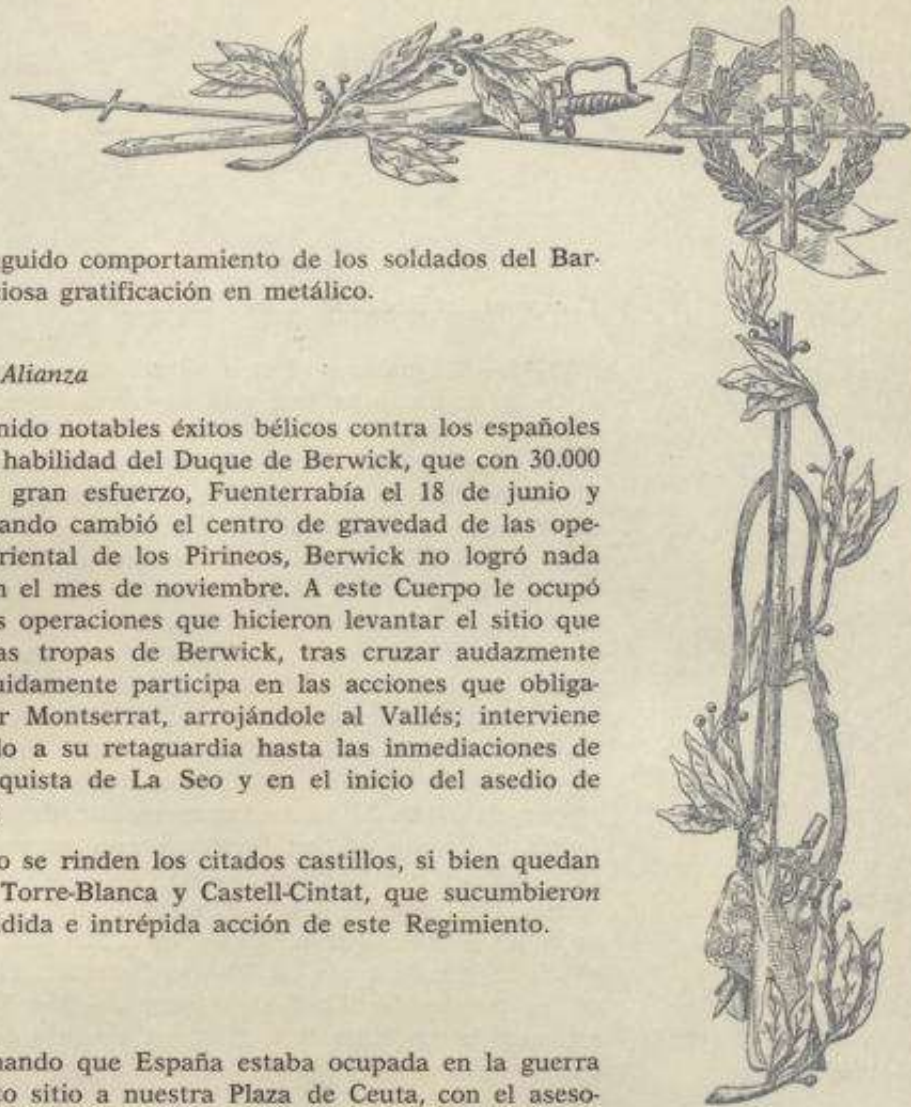 guido comportamiento de los soldados del Bar-
iosa gratificación en metálico.
Alianza
nido notables éxitos bélicos contra los españoles
habilidad del Duque de Berwick, que con 30.000
gran esfuerzo, Fuenterrabía el 18 de junio y
ando cambió el centro de gravedad de las ope-
riental de los Pirineos, Berwick no logró nada
n el mes de noviembre. A este Cuerpo le ocupó
s operaciones que hicieron levantar el sitio que
as tropas de Berwick, tras cruzar audazmente
uidamente participa en las acciones que obliga-
r Montserrat, arrojándole al Vallés; interviene
lo a su retaguardia hasta las inmediaciones de
quista de La Seo y en el inicio del asedio de
o se rinden los citados castillos, si bien quedan
Torre-Blanca y Castell-Cintat, que sucumbieron
dida e intrépida acción de este Regimiento.
hando que España estaba ocupada en la guerra
to sitio a nuestra Plaza de Ceuta, con el aseso-